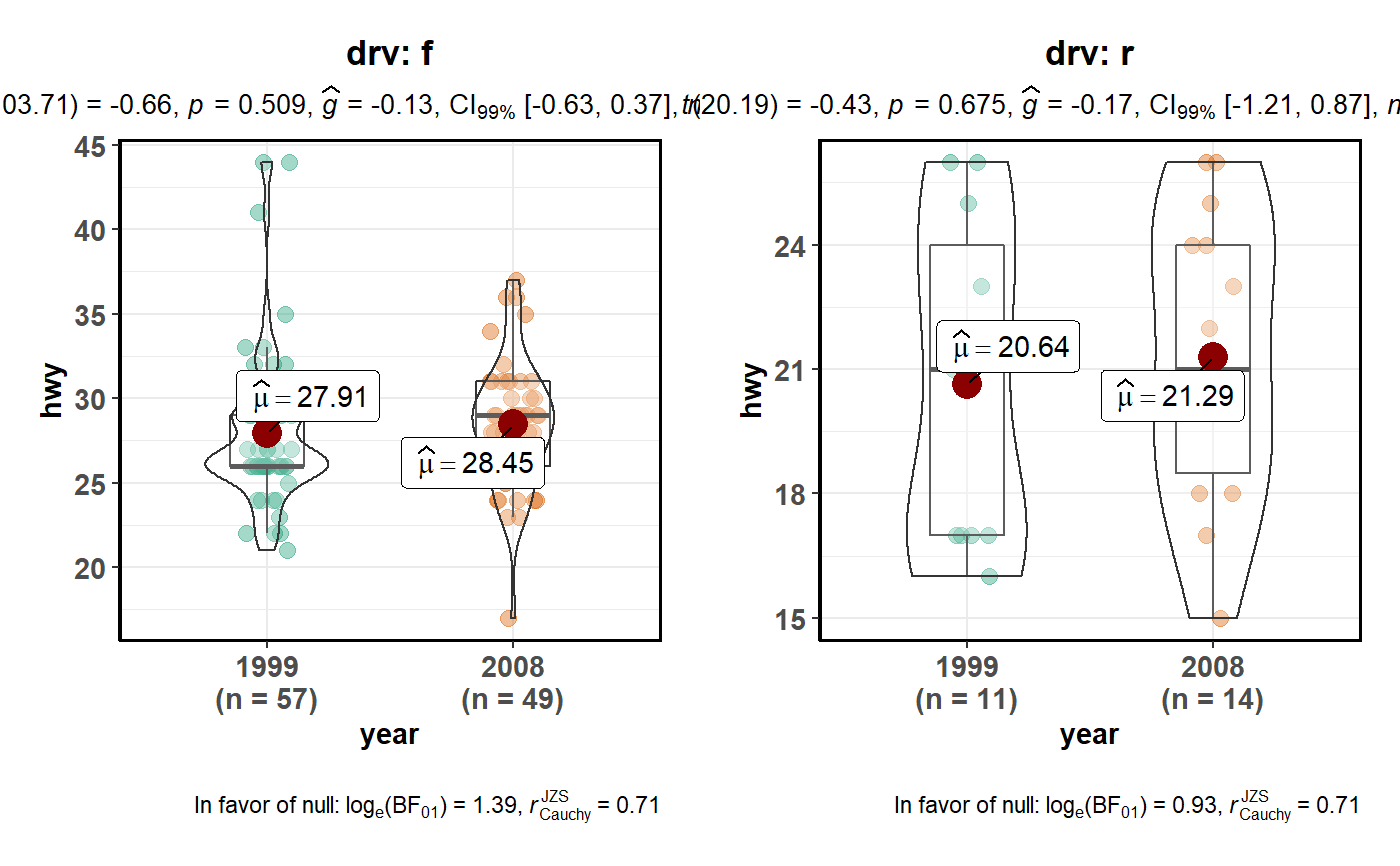 drv: f
03.71) = -0.66, p = 0.509, ĝ = -0.13, CI99% [-0.63, 0.37],
hwy
45
40
35
30
25
20
μ̂ = 27.91
μ̂ = 28.45
1999 2008
(n = 57) (n = 49)
year
In favor of null: loge(BF01) = 1.39, r JZS Cauchy = 0.71
drv: r
(20.19) = -0.43, p = 0.675, ĝ = -0.17, CI99% [-1.21, 0.87],
hwy
24
21
18
15
μ̂ = 20.64
μ̂ = 21.29
1999 2008
(n = 11) (n = 14)
year
In favor of null: loge(BF01) = 0.93, r JZS Cauchy = 0.71